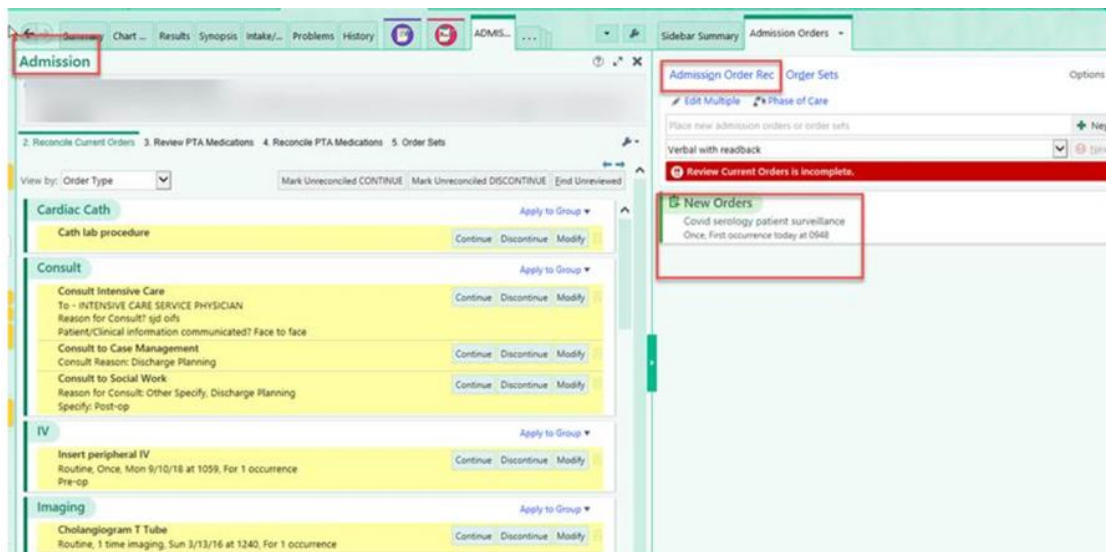 Summary Chart ... Results Synopsis Intake/... Problems History ADMIS... ...
Sidebar Summary Admission Orders
Admission
Admission Order Rec Order Sets Options
Edit Multiple Phase of Care
Place new admission orders or order sets
Verbal with readback
Review Current Orders is incomplete.
New Orders
Covid serology patient surveillance
Once, First occurrence today at 0948
2. Reconcile Current Orders 3. Review PTA Medications 4. Reconcile PTA Medications 5. Order Sets
View by: Order Type Mark Unreconciled CONTINUE Mark Unreconciled DISCONTINUE Find Unreviewed
Cardiac Cath Apply to Group
Cath lab procedure Continue Discontinue Modify
Consult Apply to Group
Consult Intensive Care Continue Discontinue Modify
To - INTENSIVE CARE SERVICE PHYSICIAN
Reason for Consult? sjd oifs
Patient/Clinical information communicated? Face to face
Consult to Case Management Continue Discontinue Modify
Consult Reason: Discharge Planning
Consult to Social Work Continue Discontinue Modify
Reason for Consult: Other Specify, Discharge Planning
Specify: Post-op
IV Apply to Group
Insert peripheral IV Continue Discontinue Modify
Routine, Once, Mon 9/10/18 at 1059, For 1 occurrence
Pre-op
Imaging Apply to Group
Cholangiogram T Tube Continue Discontinue Modify
Routine, 1 time imaging, Sun 3/13/16 at 1240, For 1 occurrence